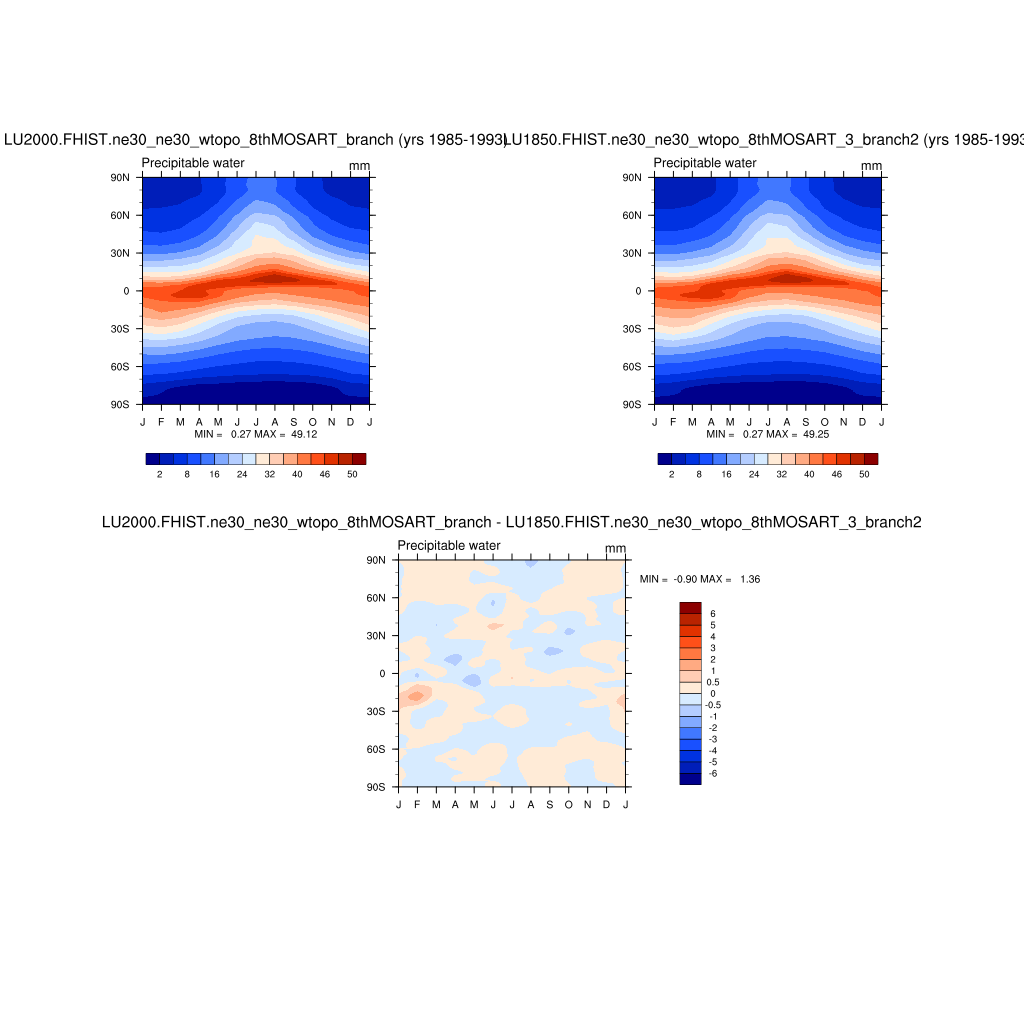 LU2000.FHIST.ne30_ne30_wtopo_8thMOSART_branch (yrs 1985-1993)
LU1850.FHIST.ne30_ne30_wtopo_8thMOSART_3_branch2 (yrs 1985-1993
Precipitable water mm
90N
60N
30N
0
30S
60S
90S
J F M A M J J A S O N D J
MIN = 0.27 MAX = 49.12
2 8 16 24 32 40 46 50
Precipitable water mm
90N
60N
30N
0
30S
60S
90S
J F M A M J J A S O N D J
MIN = 0.27 MAX = 49.25
2 8 16 24 32 40 46 50
LU2000.FHIST.ne30_ne30_wtopo_8thMOSART_branch - LU1850.FHIST.ne30_ne30_wtopo_8thMOSART_3_branch2
Precipitable water mm
90N
60N
30N
0
30S
60S
90S
J F M A M J J A S O N D J
MIN = -0.90 MAX = 1.36
6
5
4
3
2
1
0.5
0
-0.5
-1
-2
-3
-4
-5
-6